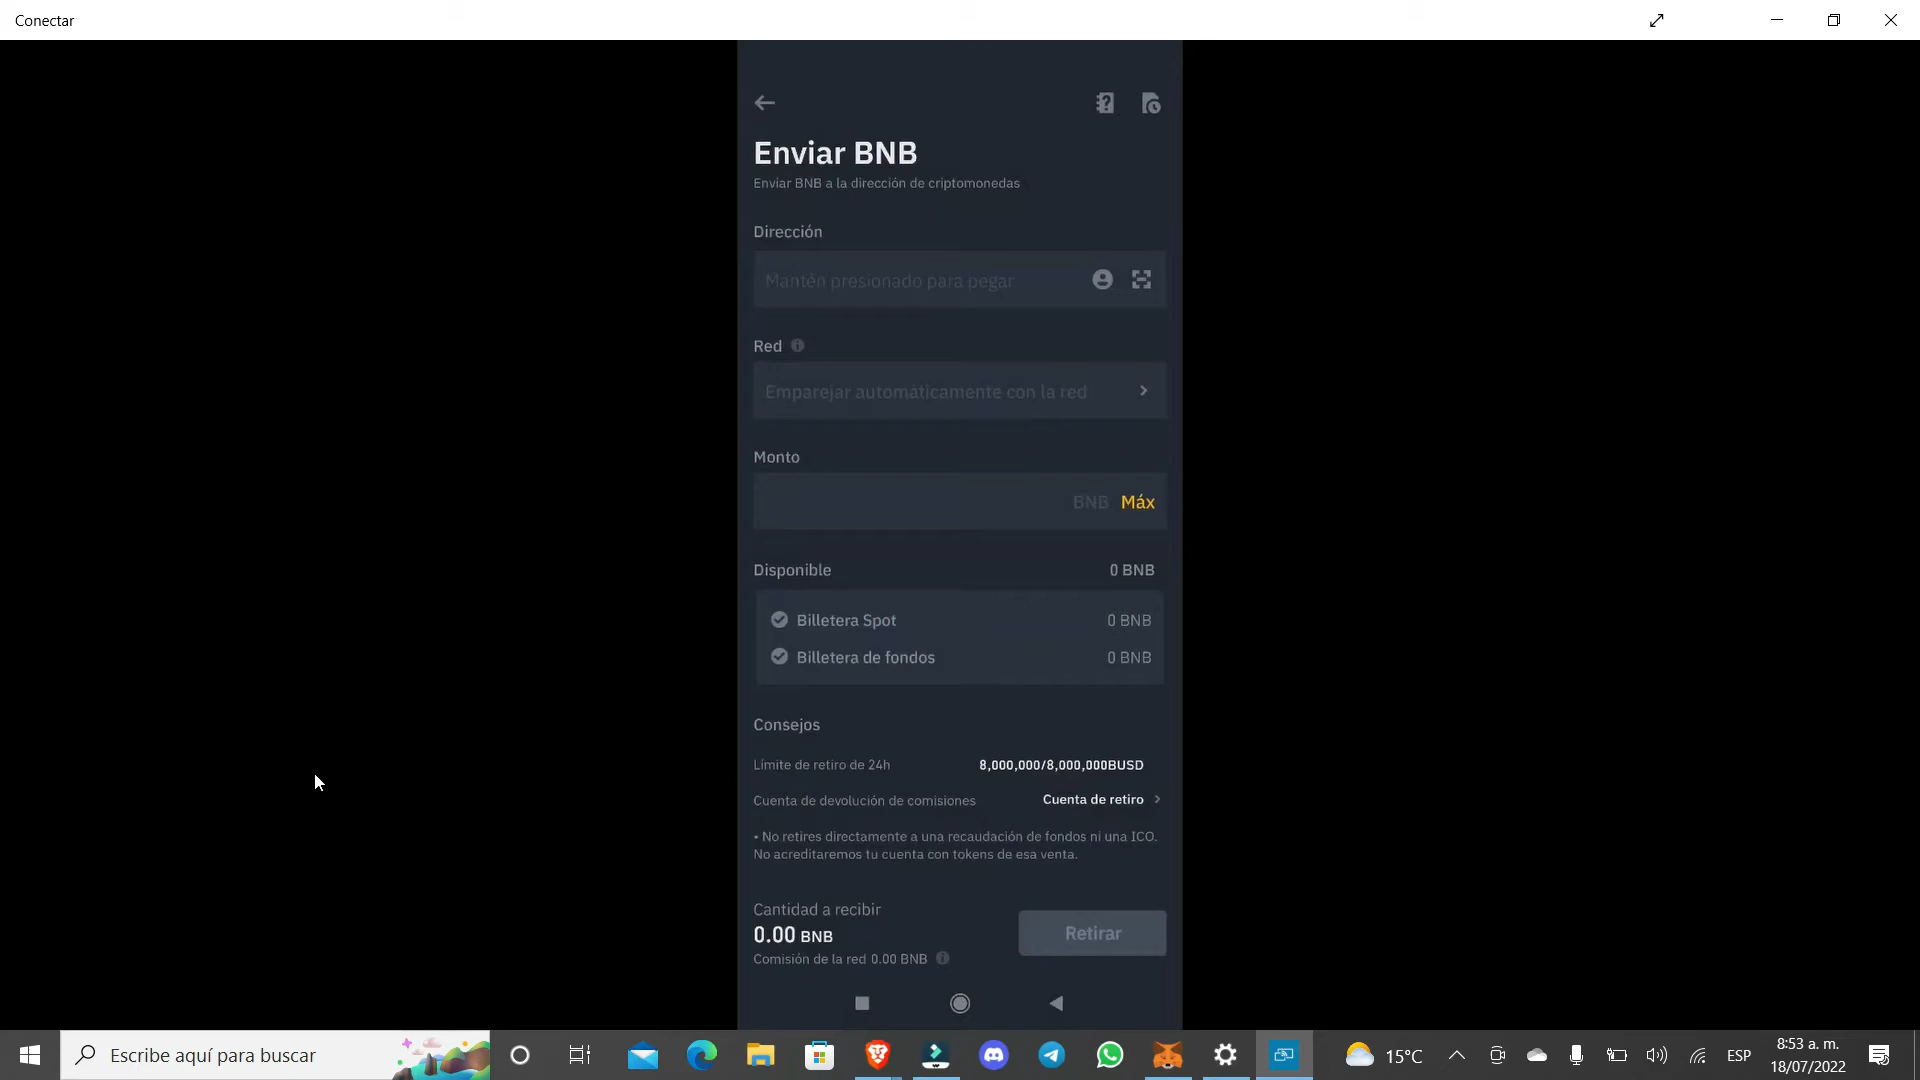 Conectar
Enviar BNB
Enviar BNB a la dirección de criptomonedas
Dirección
Mantén presionado para pegar
Red
Emparejar automáticamente con la red
Monto
BNB Máx
Disponible 0 BNB
Billetera Spot 0 BNB
Billetera de fondos 0 BNB
Consejos
Límite de retiro de 24h 8,000,000/8,000,000BUSD
Cuenta de devolución de comisiones Cuenta de retiro
• No retires directamente a una recaudación de fondos ni una ICO.
No acreditaremos tu cuenta con tokens de esa venta.
Cantidad a recibir
0.00 BNB
Retirar
Comisión de la red 0.00 BNB
Escribe aquí para buscar
15°C
ESP
8:53 a. m.
18/07/2022